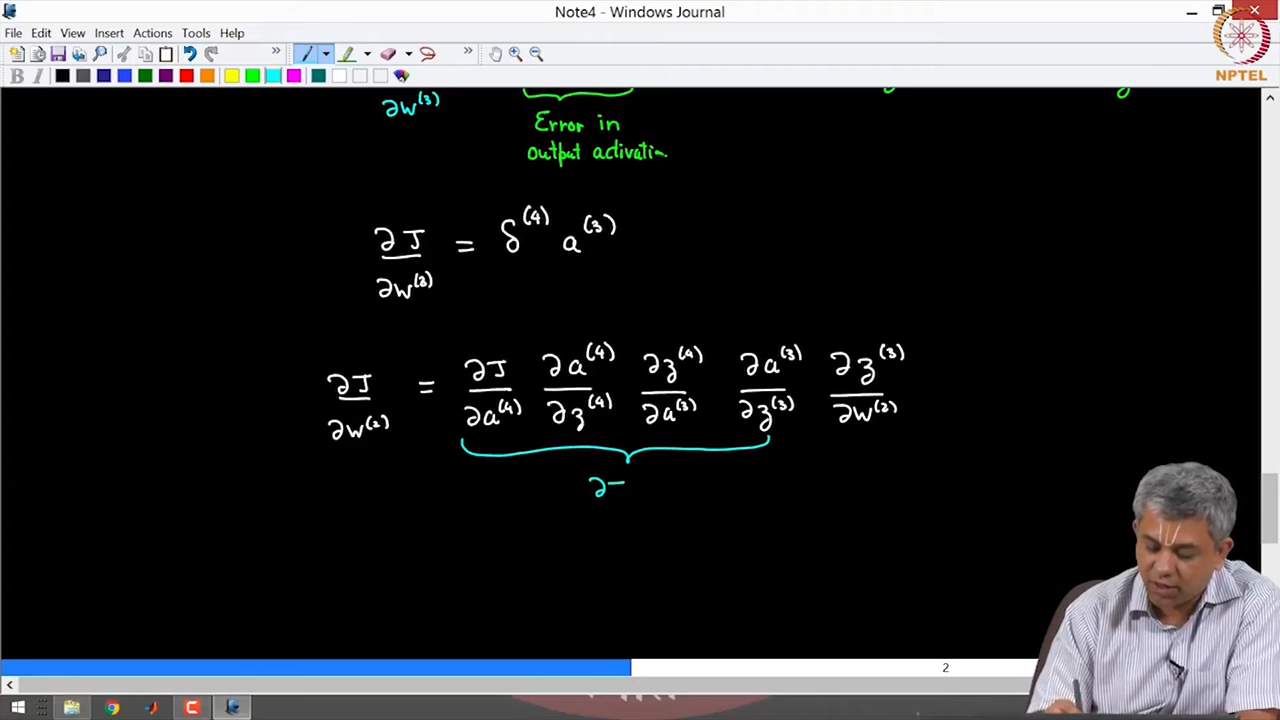 Note4 - Windows Journal
File Edit View Insert Actions Tools Help
NPTEL
∂w⁽³⁾
Error in
output activation
∂J/∂w⁽³⁾ = δ⁽⁴⁾ a⁽³⁾
∂J/∂w⁽²⁾ = ∂J/∂a⁽⁴⁾ ∂a⁽⁴⁾/∂z⁽⁴⁾ ∂z⁽⁴⁾/∂a⁽³⁾ ∂a⁽³⁾/∂z⁽³⁾ ∂z⁽³⁾/∂w⁽²⁾
2